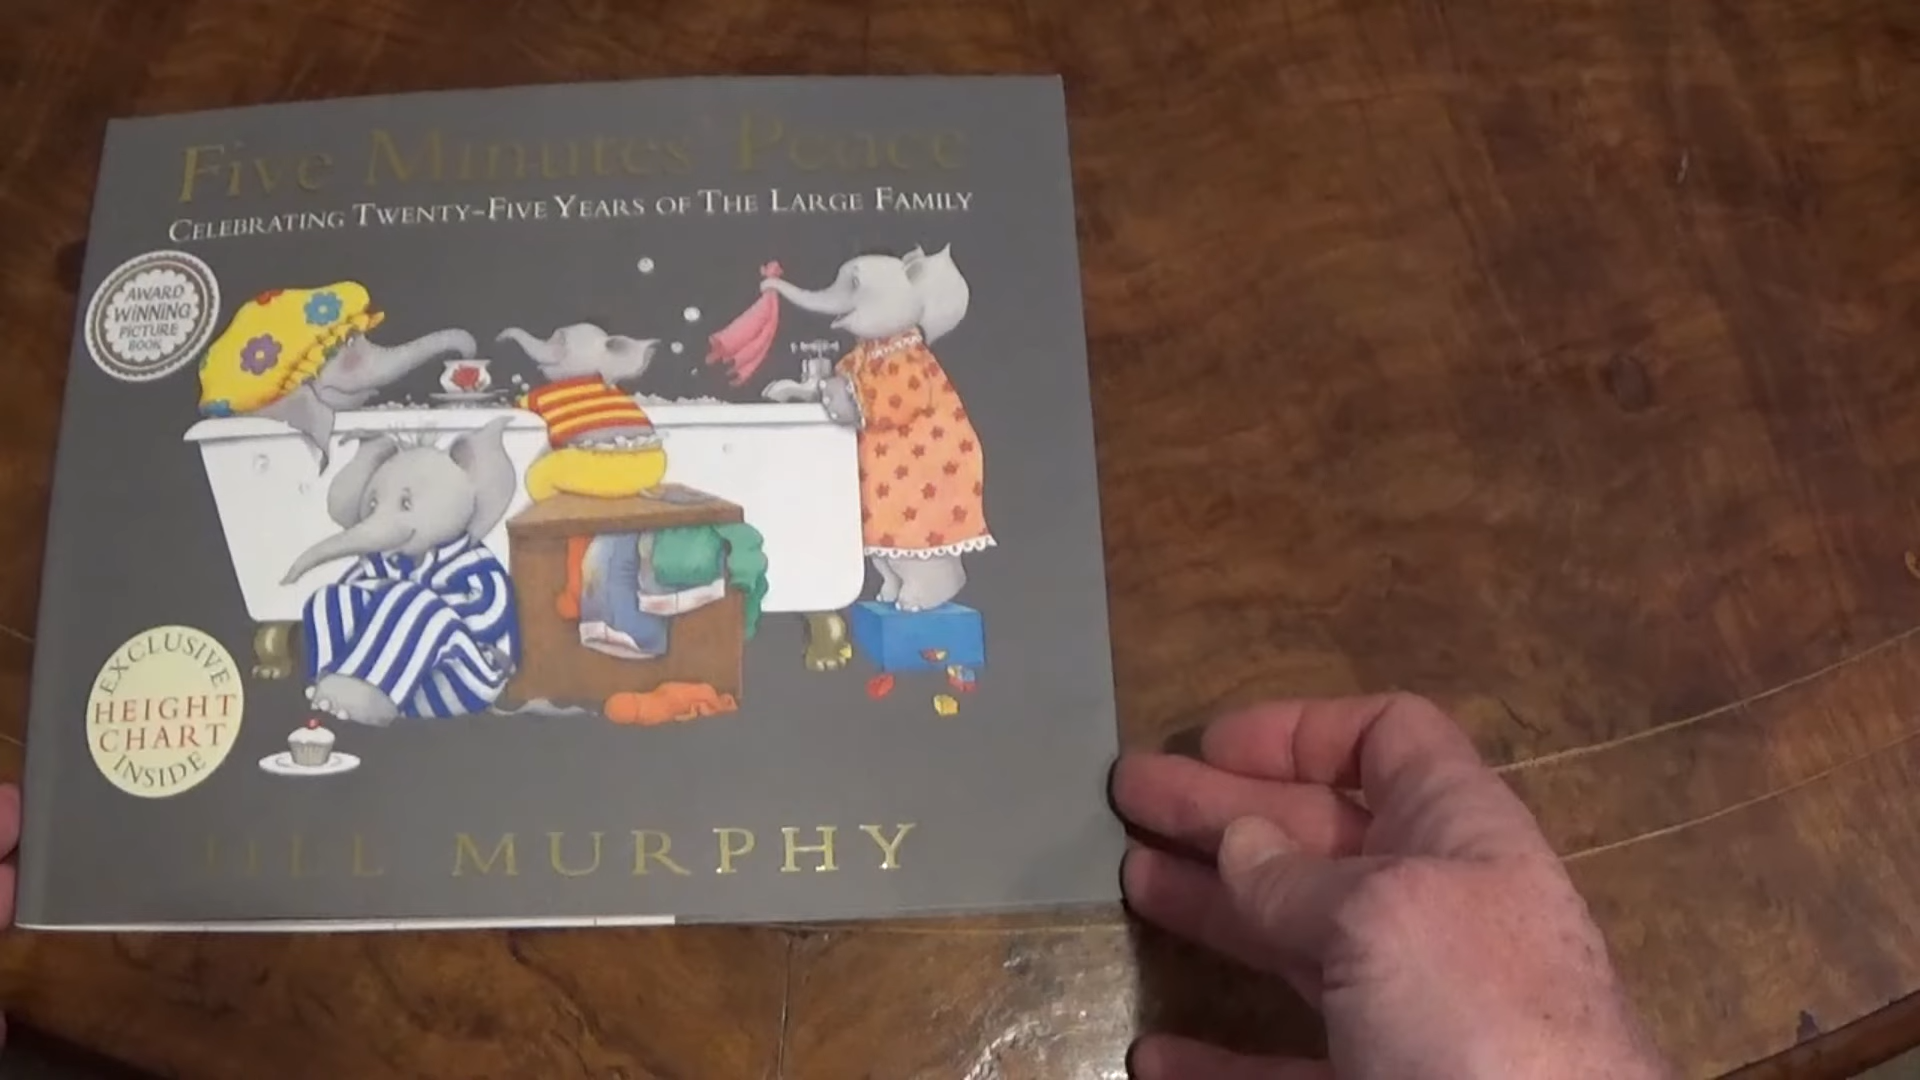 Five Minutes' Peace
CELEBRATING TWENTY-FIVE YEARS OF THE LARGE FAMILY
AWARD
WINNING
PICTURE
BOOK
EXCLUSIVE
HEIGHT
CHART
INSIDE
JILL MURPHY